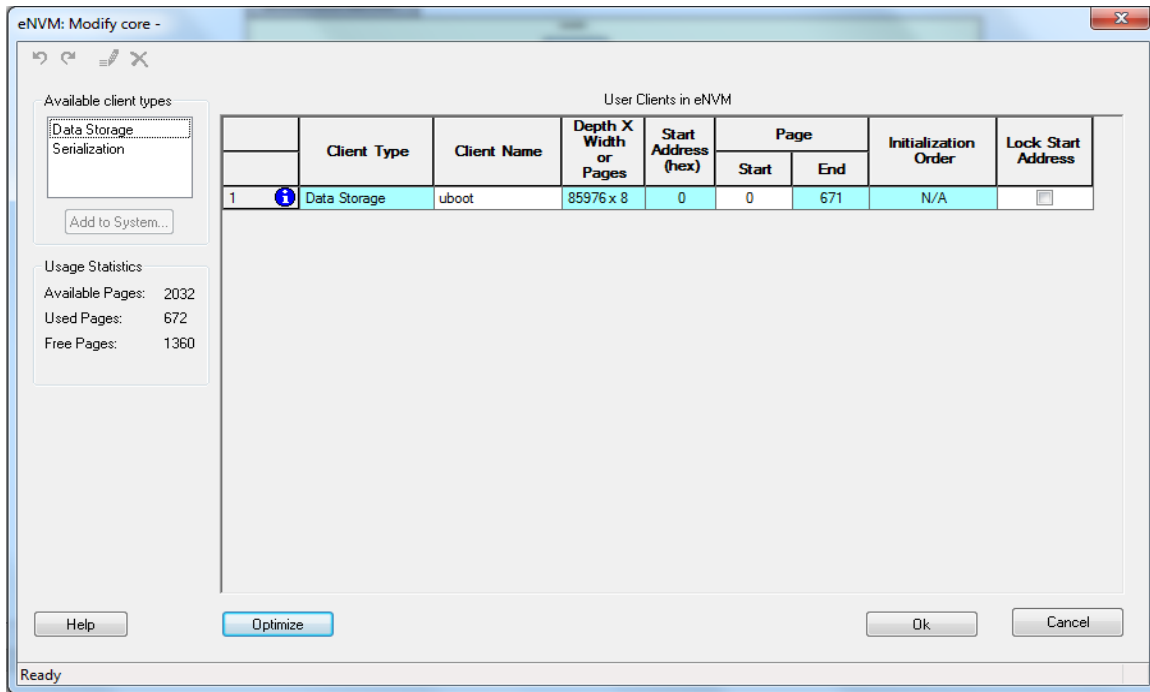 eNVM: Modify core -
Available client types
Data Storage
Serialization
Add to System...
Usage Statistics
Available Pages: 2032
Used Pages: 672
Free Pages: 1360
User Clients in eNVM
Client Type
Client Name
Depth X
Width
or
Pages
Start
Address
(hex)
Page
Start
End
Initialization
Order
Lock Start
Address
1 i Data Storage uboot 85976 x 8 0 0 671 N/A
Help
Optimize
Ok
Cancel
Ready